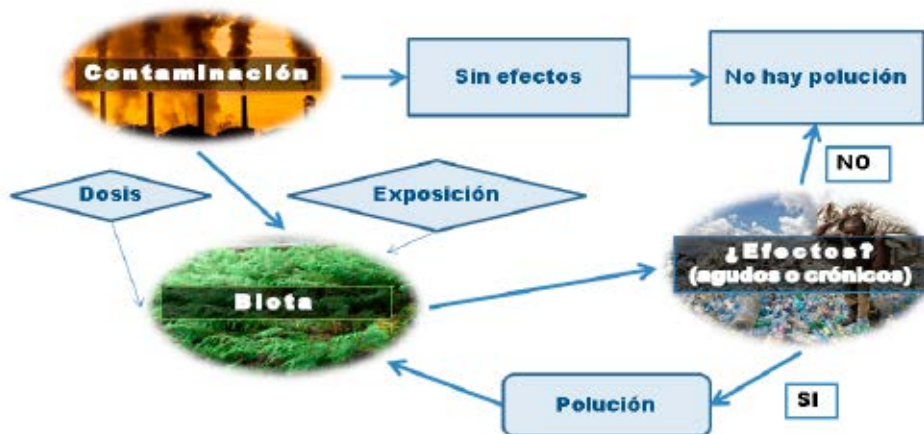 Contaminación
Sin efectos
No hay polución
NO
Dosis
Exposición
¿Efectos?
(agudos o crónicos)
Biota
Polución
SI